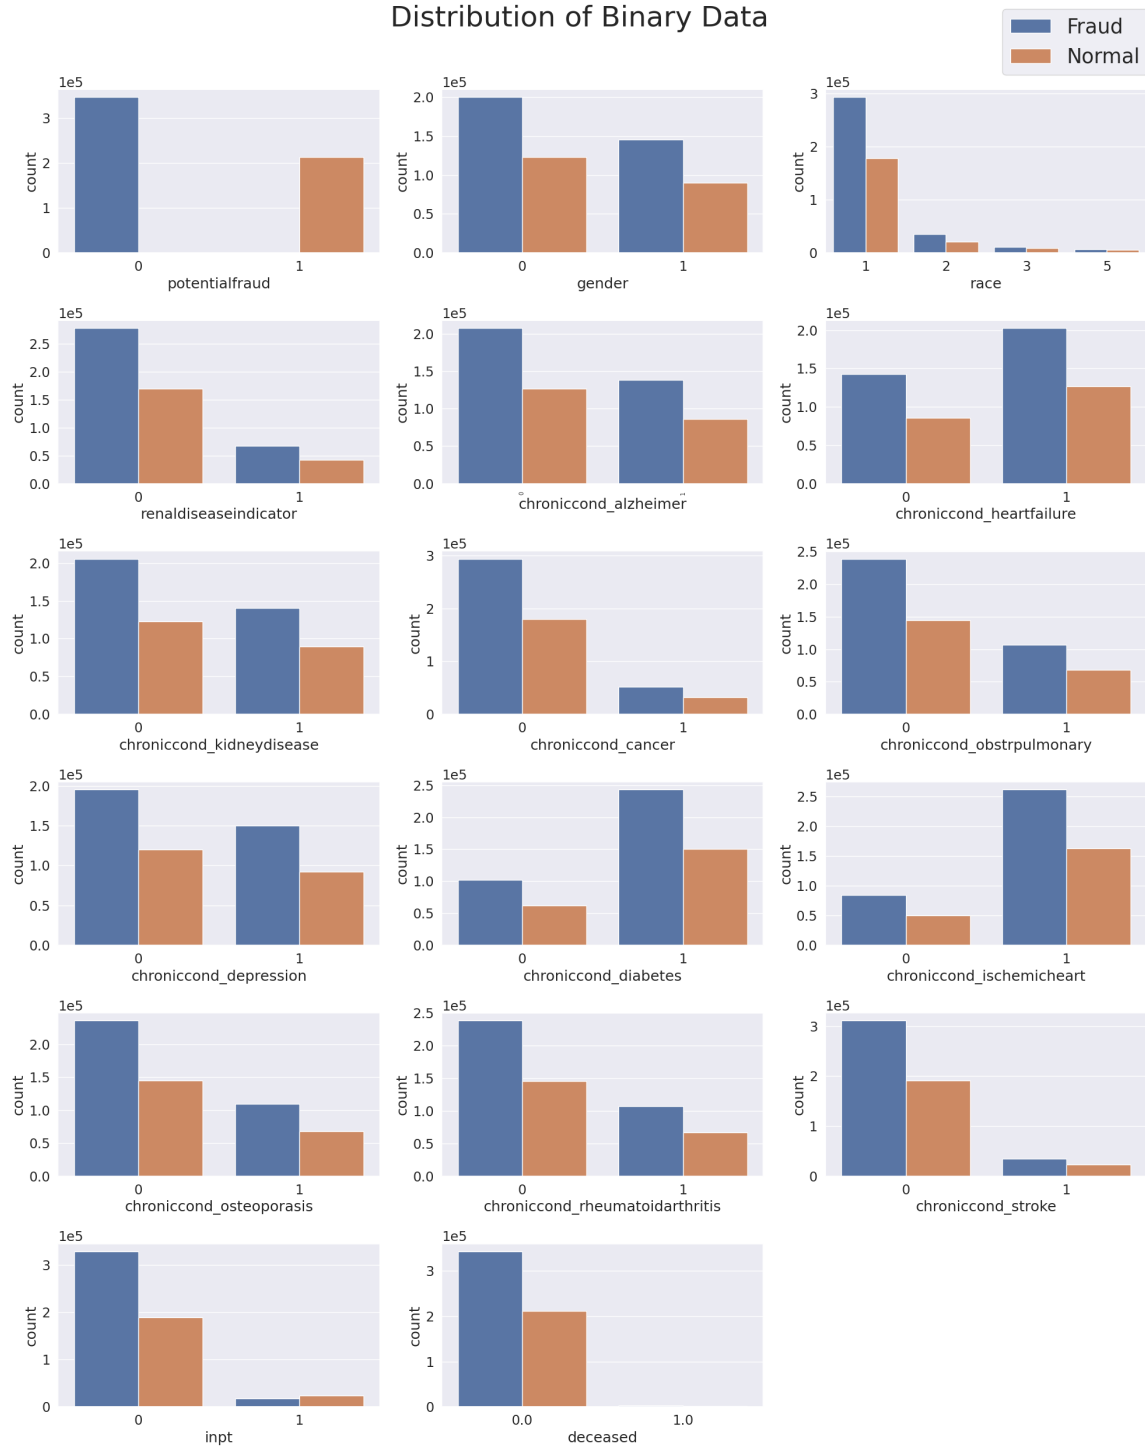 Distribution of Binary Data
Fraud
Normal
1e5
3
2
1
0
count
0 1
potentialfraud
1e5
2.0
1.5
1.0
0.5
0.0
count
0 1
gender
1e5
3
2
1
0
count
1 2 3 5
race
1e5
2.5
2.0
1.5
1.0
0.5
0.0
count
0 1
renaldiseaseindicator
1e5
2.0
1.5
1.0
0.5
0.0
count
0 1
chroniccond_alzheimer
1e5
2.0
1.5
1.0
0.5
0.0
count
0 1
chroniccond_heartfailure
1e5
2.0
1.5
1.0
0.5
0.0
count
0 1
chroniccond_kidneydisease
1e5
3
2
1
0
count
0 1
chroniccond_cancer
1e5
2.5
2.0
1.5
1.0
0.5
0.0
count
0 1
chroniccond_obstrpulmonary
1e5
2.0
1.5
1.0
0.5
0.0
count
0 1
chroniccond_depression
1e5
2.5
2.0
1.5
1.0
0.5
0.0
count
0 1
chroniccond_diabetes
1e5
2.5
2.0
1.5
1.0
0.5
0.0
count
0 1
chroniccond_ischemicheart
1e5
2.0
1.5
1.0
0.5
0.0
count
0 1
chroniccond_osteoporasis
1e5
2.5
2.0
1.5
1.0
0.5
0.0
count
0 1
chroniccond_rheumatoidarthritis
1e5
3
2
1
0
count
0 1
chroniccond_stroke
1e5
3
2
1
0
count
0 1
inpt
1e5
3
2
1
0
count
0.0 1.0
deceased